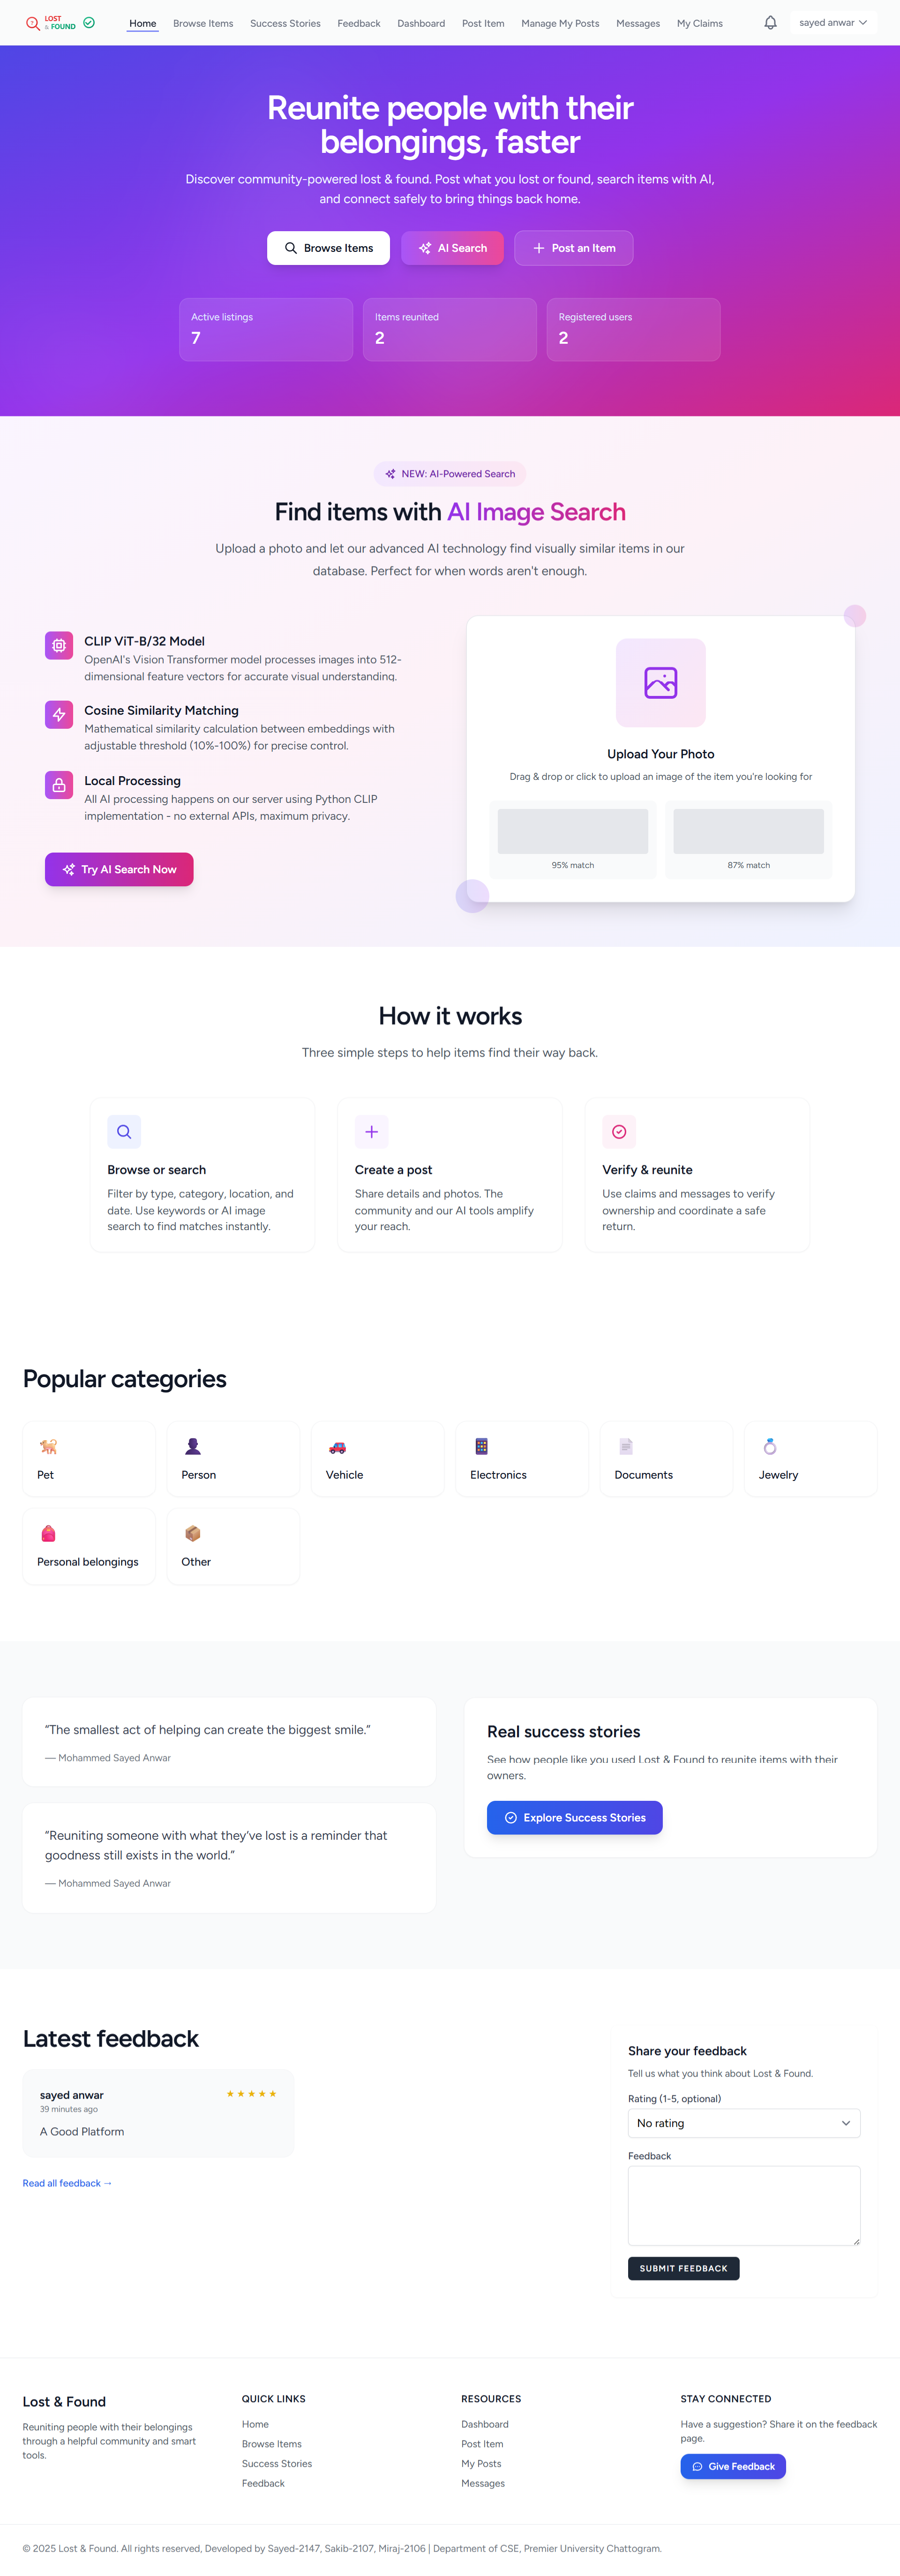 LOST
& FOUND
Home
Browse Items
Success Stories
Feedback
Dashboard
Post Item
Manage My Posts
Messages
My Claims
sayed anwar
Reunite people with their
belongings, faster
Discover community-powered lost & found. Post what you lost or found, search items with AI,
and connect safely to bring things back home.
Browse Items
AI Search
Post an Item
Active listings
7
Items reunited
2
Registered users
2
NEW: AI-Powered Search
Find items with AI Image Search
Upload a photo and let our advanced AI technology find visually similar items in our
database. Perfect for when words aren't enough.
CLIP ViT-B/32 Model
OpenAI's Vision Transformer model processes images into 512-
dimensional feature vectors for accurate visual understanding.
Cosine Similarity Matching
Mathematical similarity calculation between embeddings with
adjustable threshold (10%-100%) for precise control.
Local Processing
All AI processing happens on our server using Python CLIP
implementation - no external APIs, maximum privacy.
Try AI Search Now
Upload Your Photo
Drag & drop or click to upload an image of the item you're looking for
95% match
87% match
How it works
Three simple steps to help items find their way back.
Browse or search
Filter by type, category, location, and
date. Use keywords or AI image
search to find matches instantly.
Create a post
Share details and photos. The
community and our AI tools amplify
your reach.
Verify & reunite
Use claims and messages to verify
ownership and coordinate a safe
return.
Popular categories
Pet
Person
Vehicle
Electronics
Documents
Jewelry
Personal belongings
Other
“The smallest act of helping can create the biggest smile.”
— Mohammed Sayed Anwar
“Reuniting someone with what they’ve lost is a reminder that
goodness still exists in the world.”
— Mohammed Sayed Anwar
Real success stories
See how people like you used Lost & Found to reunite items with their
owners.
Explore Success Stories
Latest feedback
sayed anwar
★★★★★
39 minutes ago
A Good Platform
Read all feedback →
Share your feedback
Tell us what you think about Lost & Found.
Rating (1-5, optional)
No rating
Feedback
SUBMIT FEEDBACK
Lost & Found
Reuniting people with their belongings
through a helpful community and smart
tools.
QUICK LINKS
Home
Browse Items
Success Stories
Feedback
RESOURCES
Dashboard
Post Item
My Posts
Messages
STAY CONNECTED
Have a suggestion? Share it on the feedback
page.
Give Feedback
© 2025 Lost & Found. All rights reserved, Developed by Sayed-2147, Sakib-2107, Miraj-2106 | Department of CSE, Premier University Chattogram.